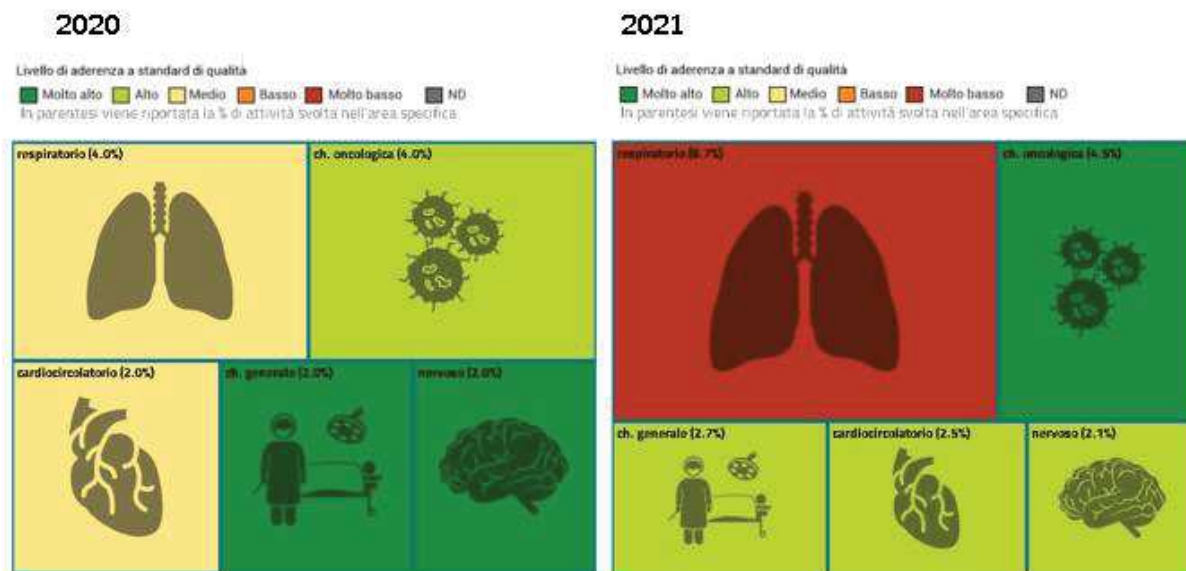 2020
Livello di aderenza a standard di qualità
Molto alto Alto Medio Basso Molto basso ND
In parentesi viene riportata la % di attività svolta nell'area specifica
respiratorio (4.0%) ch. oncologica (4.0%)
cardiocircolatorio (2.0%) ch. generale (2.0%) nervoso (2.0%)
2021
Livello di aderenza a standard di qualità
Molto alto Alto Medio Basso Molto basso ND
In parentesi viene riportata la % di attività svolta nell'area specifica
respiratorio ch. oncologica (4.5%)
ch. generale (2.7%) cardiocircolatorio (2.5%) nervoso (2.1%)